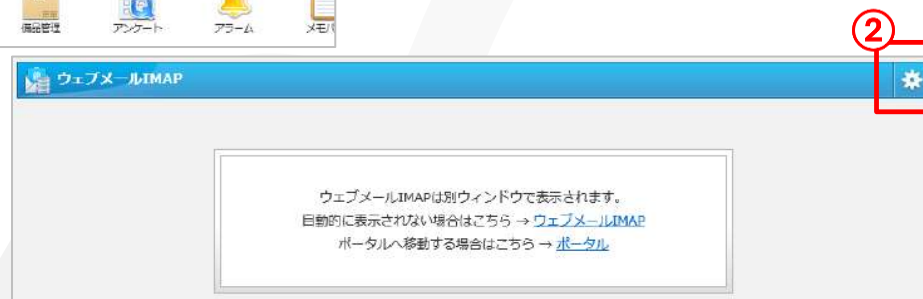 備品管理 アンケート アラーム メモパ
②
ウェブメールIMAP
ウェブメールIMAPは別ウィンドウで表示されます。
自動的に表示されない場合はこちら → ウェブメールIMAP
ポータルへ移動する場合はこちら → ポータル